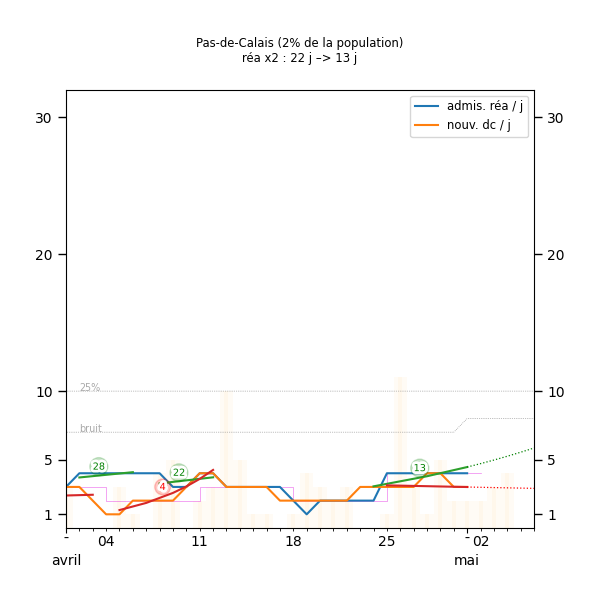 Pas-de-Calais (2% de la population)
réa x2 : 22 j –> 13 j
admis. réa / j
nouv. dc / j
30
30
20
20
10
10
25%
bruit
5
5
28
22
4
13
1
1
04
11
18
25
02
avril
mai